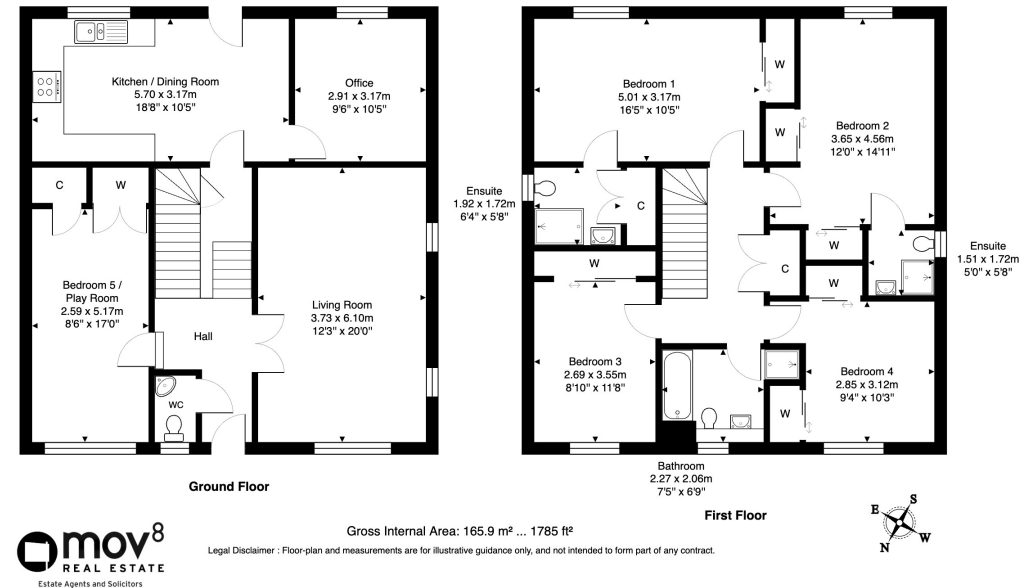 Kitchen / Dining Room
5.70 x 3.17m
18'8" x 10'5"
Office
2.91 x 3.17m
9'6" x 10'5"
C
W
Bedroom 5 /
Play Room
2.59 x 5.17m
8'6" x 17'0"
Hall
WC
Living Room
3.73 x 6.10m
12'3" x 20'0"
Ground Floor
Bedroom 1
5.01 x 3.17m
16'5" x 10'5"
W
W
Bedroom 2
3.65 x 4.56m
12'0" x 14'11"
Ensuite
1.92 x 1.72m
6'4" x 5'8"
C
W
C
W
W
Ensuite
1.51 x 1.72m
5'0" x 5'8"
Bedroom 3
2.69 x 3.55m
8'10" x 11'8"
Bedroom 4
2.85 x 3.12m
9'4" x 10'3"
W
Bathroom
2.27 x 2.06m
7'5" x 6'9"
First Floor
Gross Internal Area: 165.9 m² ... 1785 ft²
Legal Disclaimer : Floor-plan and measurements are for illustrative guidance only, and not intended to form part of any contract.
mov8
REAL ESTATE
Estate Agents and Solicitors
S
E
W
N